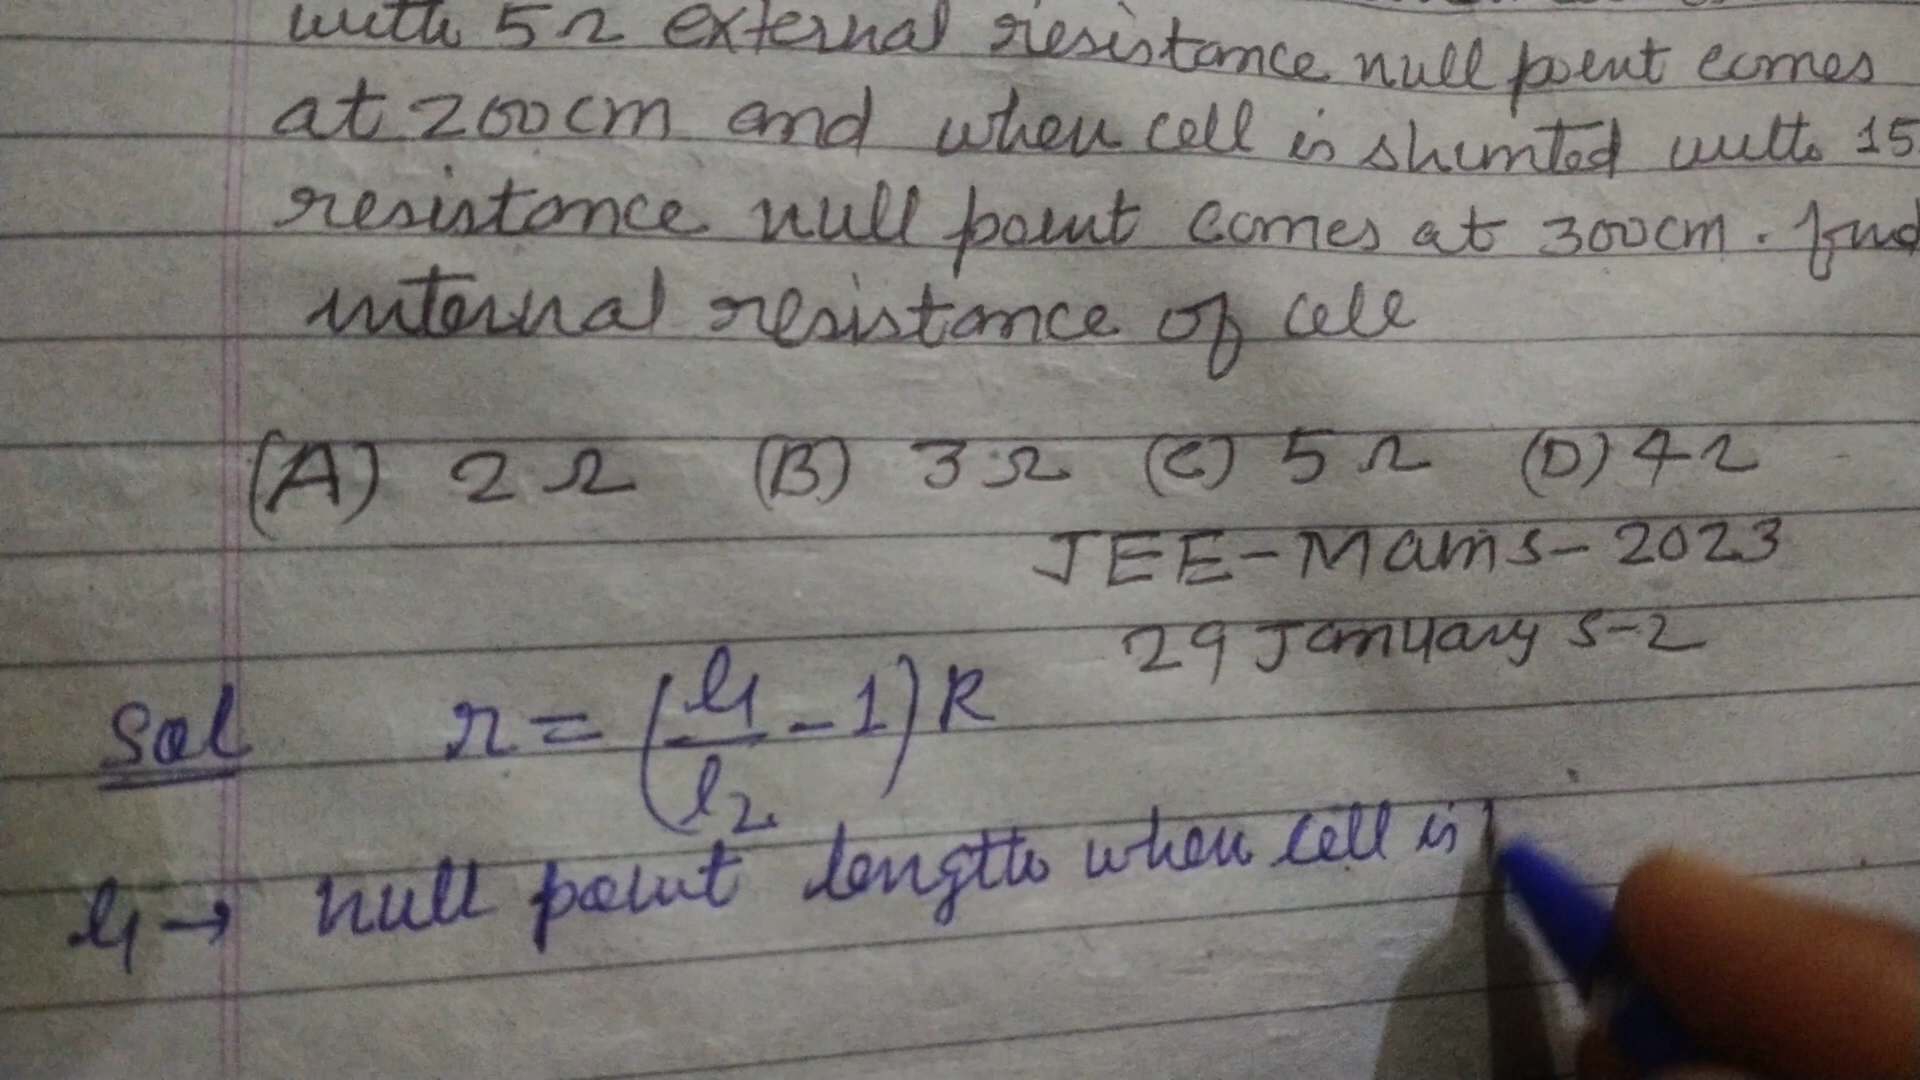 with 5Ω external resistance null point comes
at 200cm and when cell is shunted with 15
resistance null point comes at 300cm. find
internal resistance of cell
(A) 2Ω (B) 3Ω (C) 5Ω (D) 4Ω
JEE-Mains-2023
29 January S-2
Sol r = (l1/l2 - 1) R
l1 → null point length when cell is